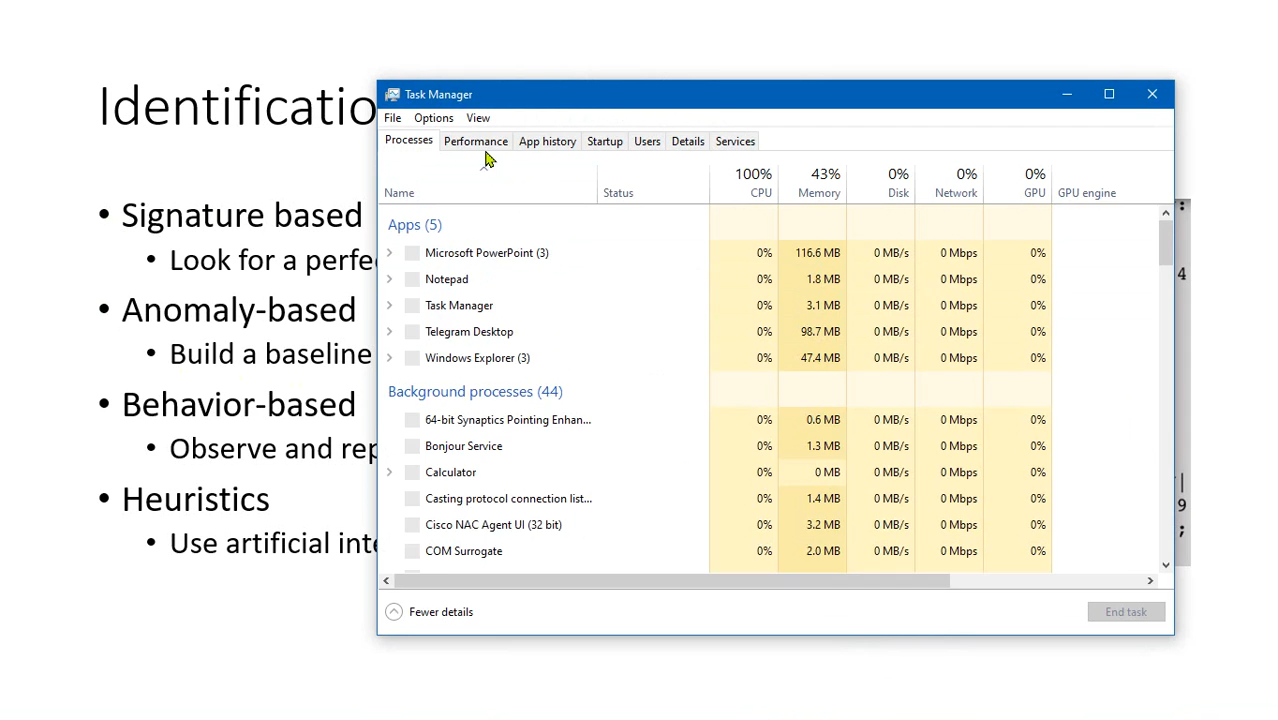 Identificatio
• Signature based
• Look for a perfe
• Anomaly-based
• Build a baseline
• Behavior-based
• Observe and rep
• Heuristics
• Use artificial inte
Task Manager
File Options View
Processes Performance App history Startup Users Details Services
100% 43% 0% 0% 0%
Name Status CPU Memory Disk Network GPU GPU engine
Apps (5)
Microsoft PowerPoint (3) 0% 116.6 MB 0 MB/s 0 Mbps 0%
Notepad 0% 1.8 MB 0 MB/s 0 Mbps 0%
Task Manager 0% 3.1 MB 0 MB/s 0 Mbps 0%
Telegram Desktop 0% 98.7 MB 0 MB/s 0 Mbps 0%
Windows Explorer (3) 0% 47.4 MB 0 MB/s 0 Mbps 0%
Background processes (44)
64-bit Synaptics Pointing Enhan... 0% 0.6 MB 0 MB/s 0 Mbps 0%
Bonjour Service 0% 1.3 MB 0 MB/s 0 Mbps 0%
Calculator 0% 0 MB 0 MB/s 0 Mbps 0%
Casting protocol connection list... 0% 1.4 MB 0 MB/s 0 Mbps 0%
Cisco NAC Agent UI (32 bit) 0% 3.2 MB 0 MB/s 0 Mbps 0%
COM Surrogate 0% 2.0 MB 0 MB/s 0 Mbps 0%
Fewer details
End task
:
4
|
9
;